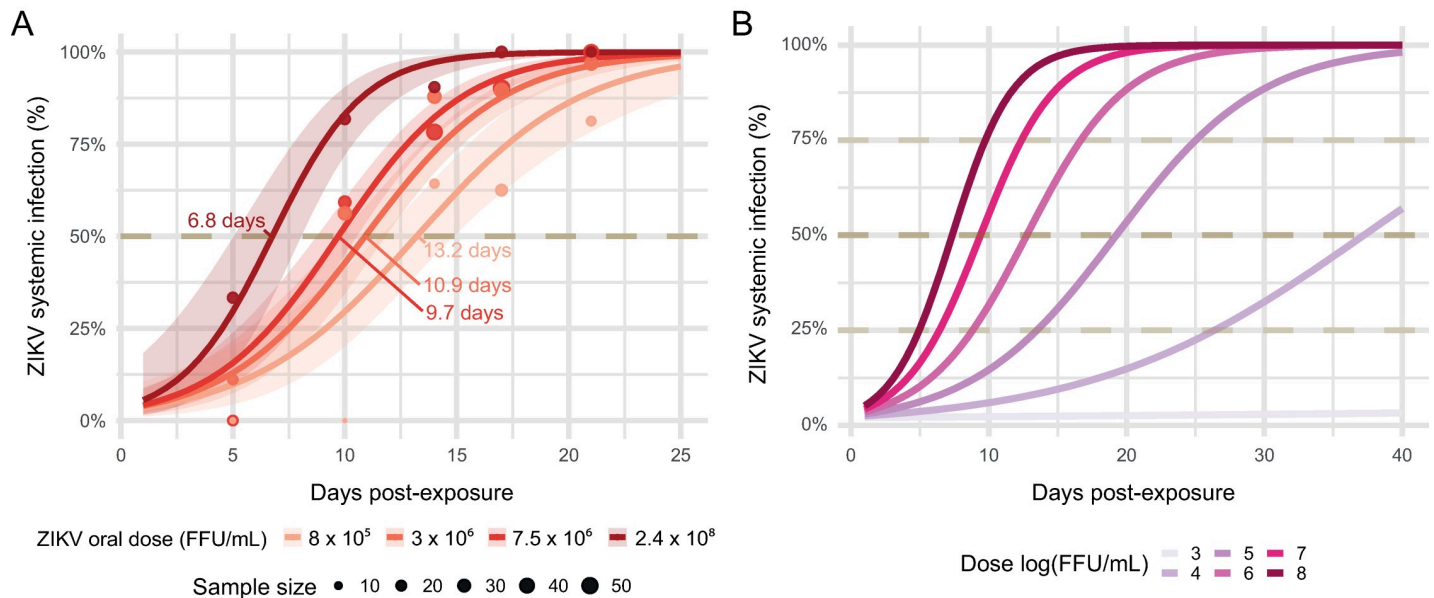 A
ZIKV systemic infection (%)
100%
75%
50%
25%
0%
6.8 days
13.2 days
10.9 days
9.7 days
0 5 10 15 20 25
Days post-exposure
ZIKV oral dose (FFU/mL) 8 x 10⁵ 3 x 10⁶ 7.5 x 10⁶ 2.4 x 10⁸
Sample size 10 20 30 40 50
B
ZIKV systemic infection (%)
100%
75%
50%
25%
0%
0 10 20 30 40
Days post-exposure
Dose log(FFU/mL)
3 5 7
4 6 8